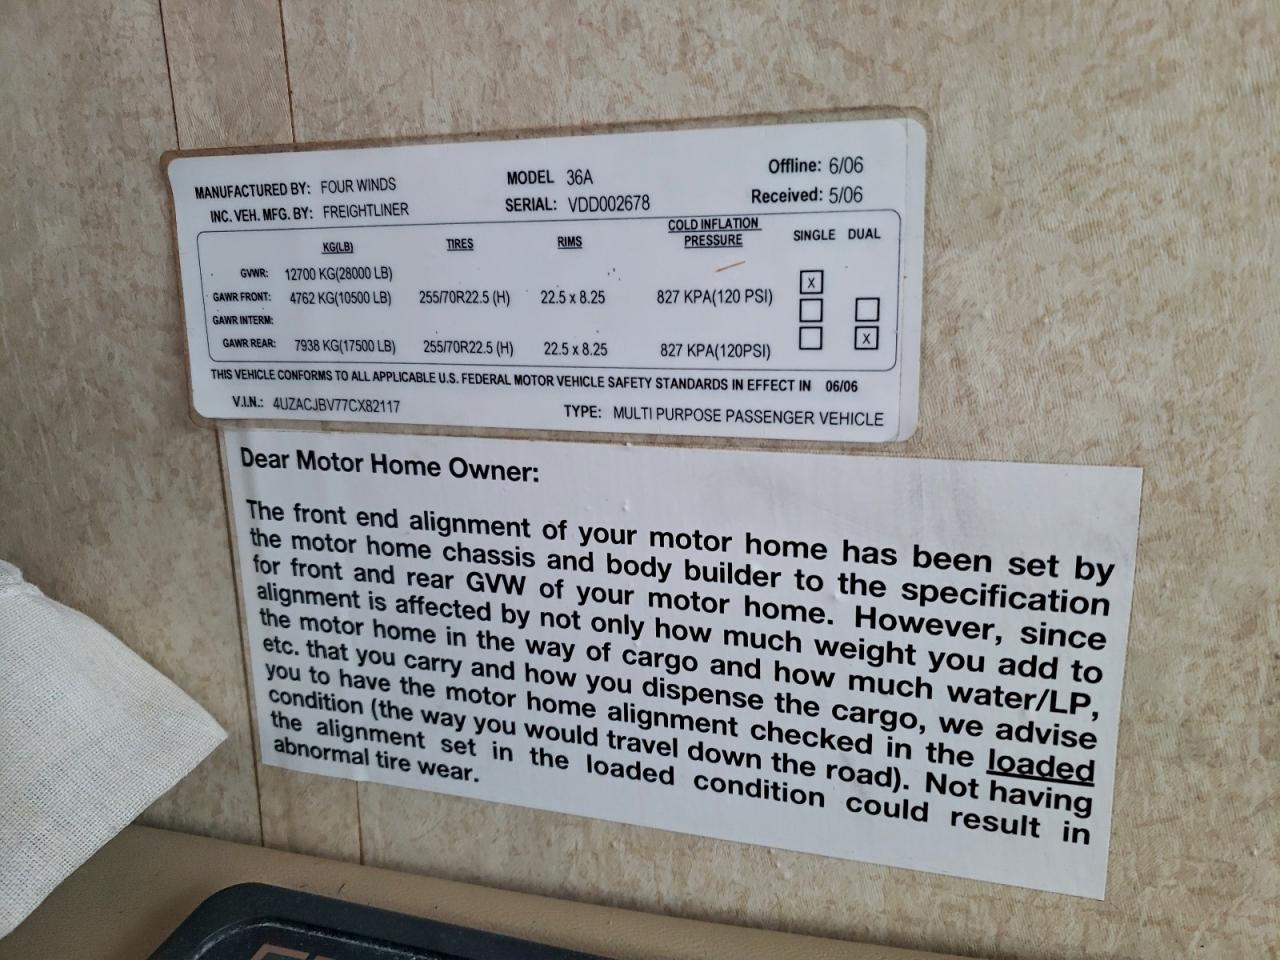 MANUFACTURED BY: FOUR WINDS MODEL 36A Offline: 6/06
INC. VEH. MFG. BY: FREIGHTLINER SERIAL: VDD002678 Received: 5/06
KG(LB) TIRES RIMS COLD INFLATION PRESSURE SINGLE DUAL
GVWR: 12700 KG(28000 LB)
GAWR FRONT: 4762 KG(10500 LB) 255/70R22.5 (H) 22.5 x 8.25 827 KPA(120 PSI) X
GAWR INTERM:
GAWR REAR: 7938 KG(17500 LB) 255/70R22.5 (H) 22.5 x 8.25 827 KPA(120PSI) X
THIS VEHICLE CONFORMS TO ALL APPLICABLE U.S. FEDERAL MOTOR VEHICLE SAFETY STANDARDS IN EFFECT IN 06/06
V.I.N.: 4UZACJBV77CX82117 TYPE: MULTI PURPOSE PASSENGER VEHICLE
Dear Motor Home Owner:
The front end alignment of your motor home has been set by
the motor home chassis and body builder to the specification
for front and rear GVW of your motor home. However, since
alignment is affected by not only how much weight you add to
the motor home in the way of cargo and how much water/LP,
etc. that you carry and how you dispense the cargo, we advise
you to have the motor home alignment checked in the loaded
condition (the way you would travel down the road). Not having
the alignment set in the loaded condition could result in
abnormal tire wear.